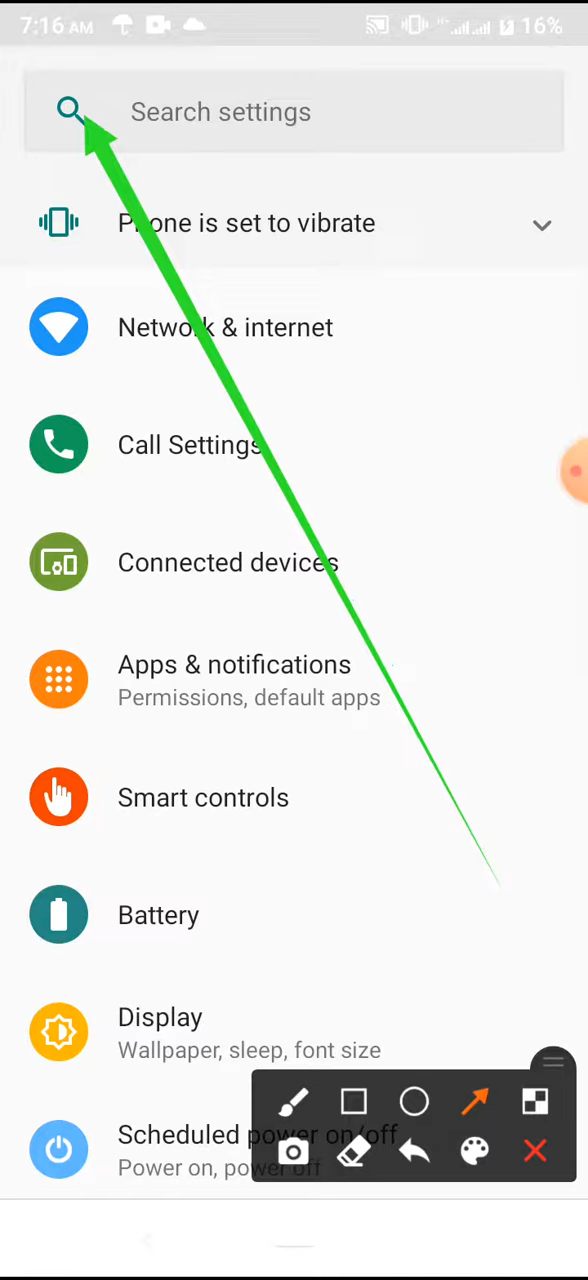 7:16 AM 16%
Search settings
Phone is set to vibrate
Network & internet
Call Settings
Connected devices
Apps & notifications
Permissions, default apps
Smart controls
Battery
Display
Wallpaper, sleep, font size
Scheduled power on/off
Power on, power off